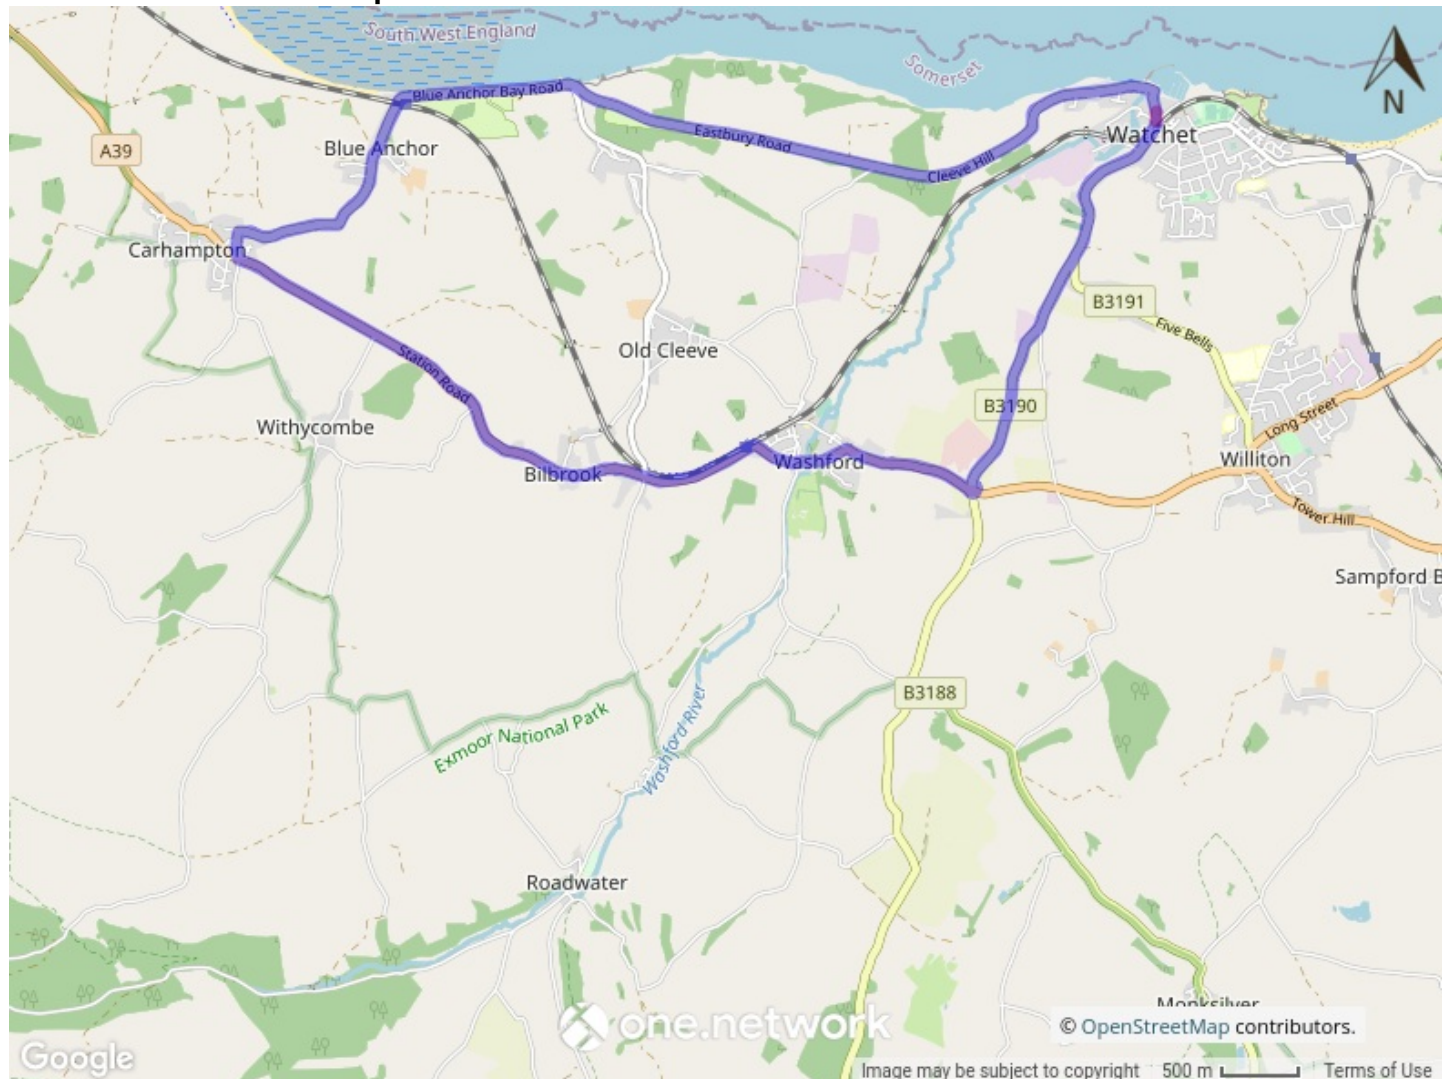 South West England
Somerset
Blue Anchor Bay Road
A39
Blue Anchor
Eastbury Road
Watchet
Cleeve Hill
N
Carhampton
B3191
Five Bells
Station Road
Old Cleeve
B3190
Long Street
Withycombe
Bilbrook
Washford
Williton
Tower Hill
Sampford B
B3188
Exmoor National Park
Washford River
Roadwater
Monksilver
one.network
© OpenStreetMap contributors.
Google
Image may be subject to copyright 500 m Terms of Use